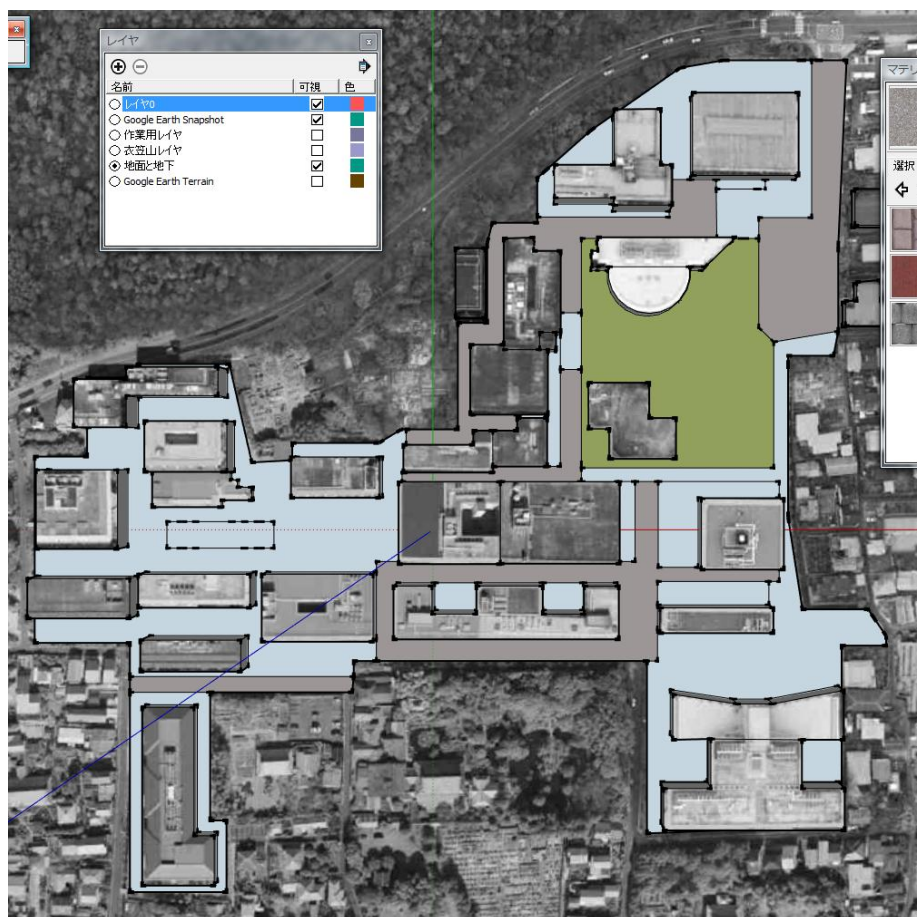 レイヤ
名前 可視 色
レイヤ0
Google Earth Snapshot
作業用レイヤ
衣笠山レイヤ
地面と地下
Google Earth Terrain
マテリ
選択